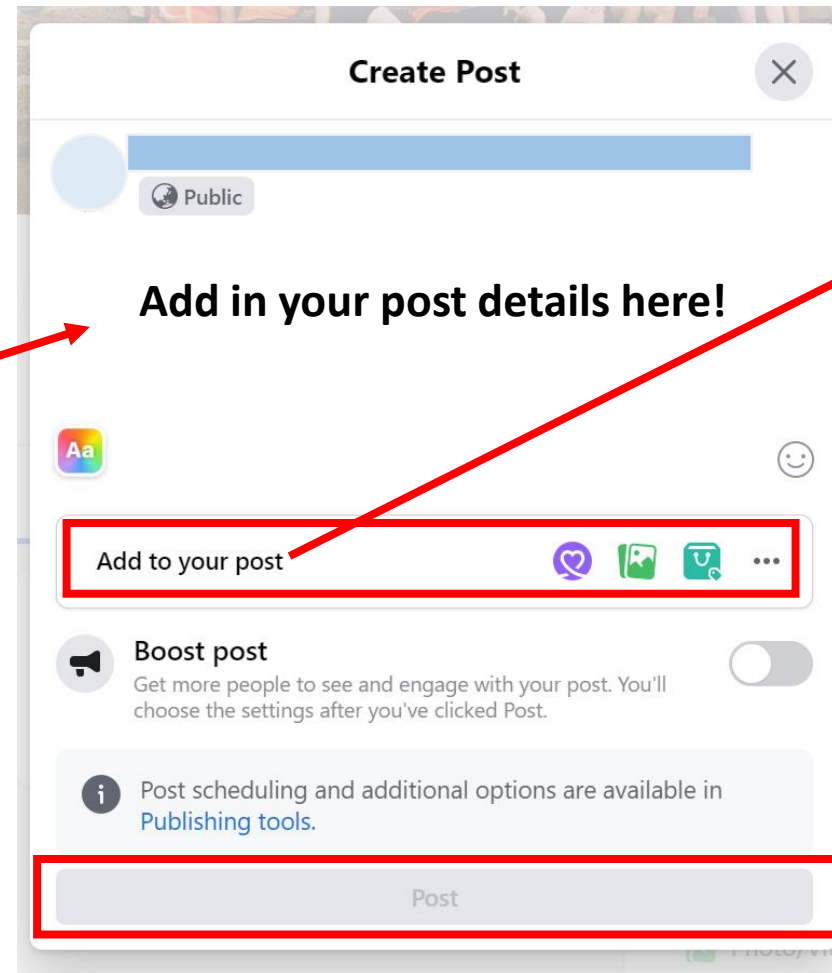 Create Post
Public
Add in your post details here!
Aa
Add to your post
Boost post
Get more people to see and engage with your post. You'll
choose the settings after you've clicked Post.
Post scheduling and additional options are available in
Publishing tools.
Post